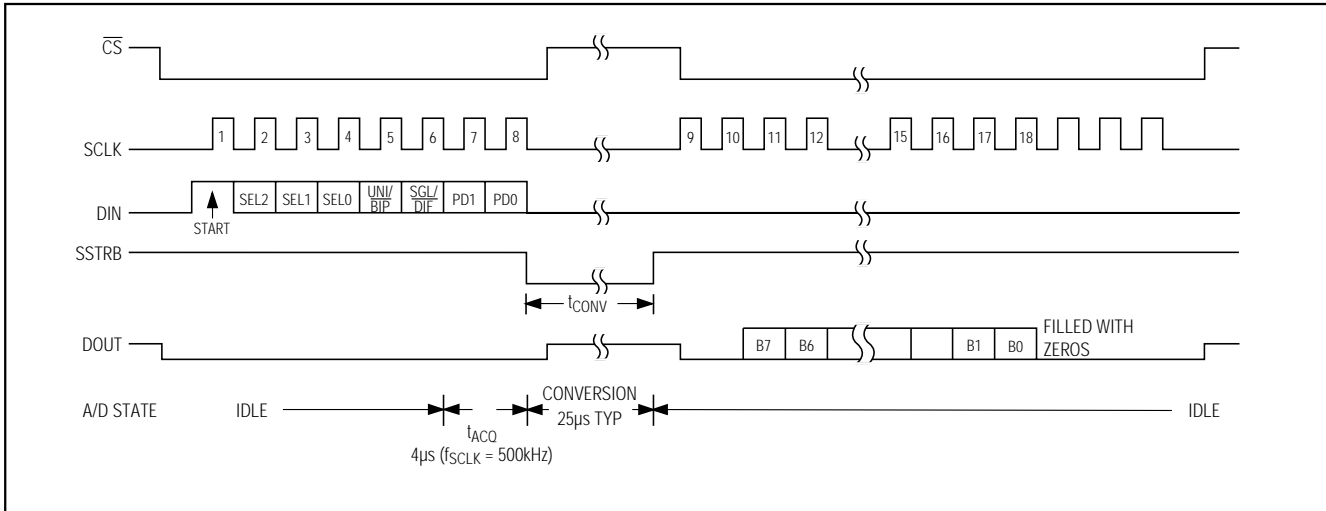 CS
SCLK
1 2 3 4 5 6 7 8 9 10 11 12 15 16 17 18
DIN
SEL2 SEL1 SEL0 UNI/BIP SGL/DIF PD1 PD0
START
SSTRB
tCONV
DOUT
B7 B6 B1 B0
FILLED WITH
ZEROS
A/D STATE IDLE CONVERSION IDLE
25µs TYP
tACQ
4µs (fSCLK = 500kHz)